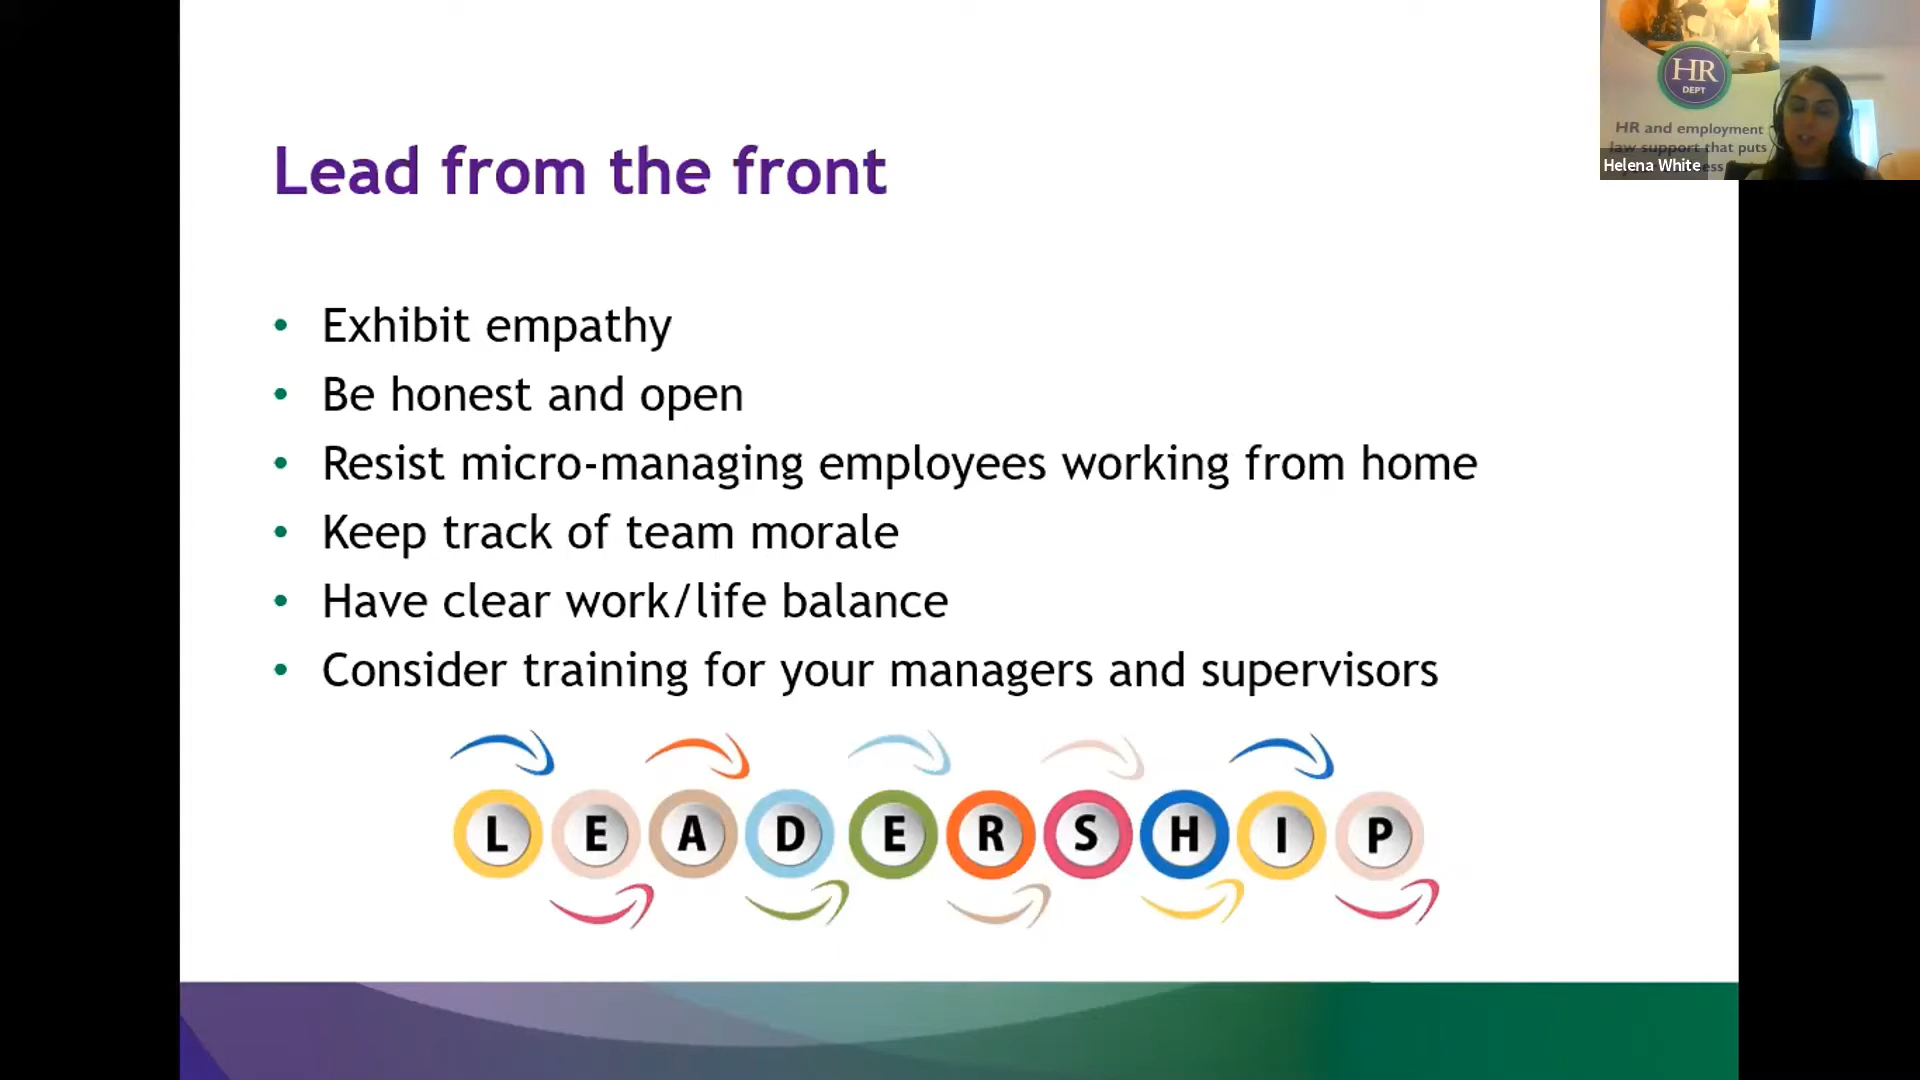 Lead from the front
• Exhibit empathy
• Be honest and open
• Resist micro-managing employees working from home
• Keep track of team morale
• Have clear work/life balance
• Consider training for your managers and supervisors
LEADERSHIP
HR
DEPT
HR and employment
law support that puts
ess
Helena White